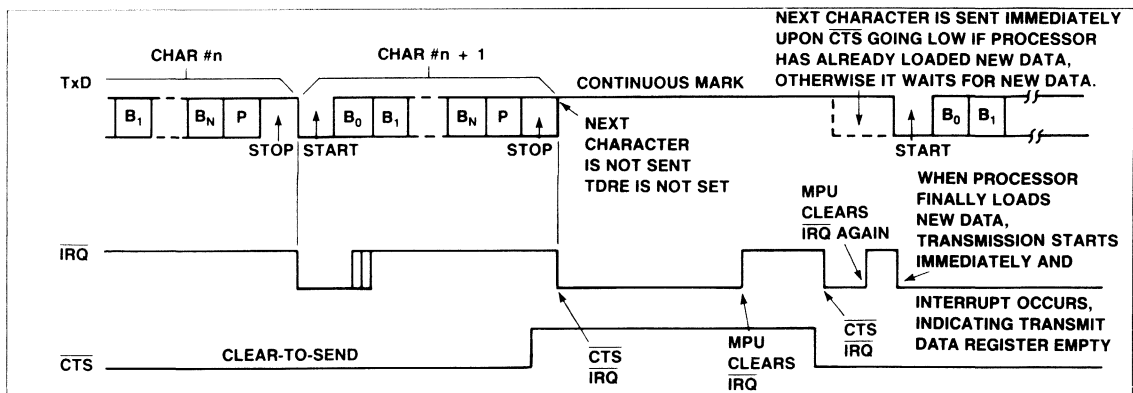 NEXT CHARACTER IS SENT IMMEDIATELY
UPON CTS GOING LOW IF PROCESSOR
HAS ALREADY LOADED NEW DATA,
OTHERWISE IT WAITS FOR NEW DATA.
CHAR #n
CHAR #n + 1
TxD
CONTINUOUS MARK
B1
BN
P
B0
B1
BN
P
B0
B1
STOP
START
STOP
NEXT
CHARACTER
IS NOT SENT
TDRE IS NOT SET
START
MPU
CLEARS
IRQ AGAIN
WHEN PROCESSOR
FINALLY LOADS
NEW DATA,
TRANSMISSION STARTS
IMMEDIATELY AND
INTERRUPT OCCURS,
INDICATING TRANSMIT
DATA REGISTER EMPTY
IRQ
CTS
IRQ
MPU
CLEARS
IRQ
CTS
IRQ
CTS
CLEAR-TO-SEND